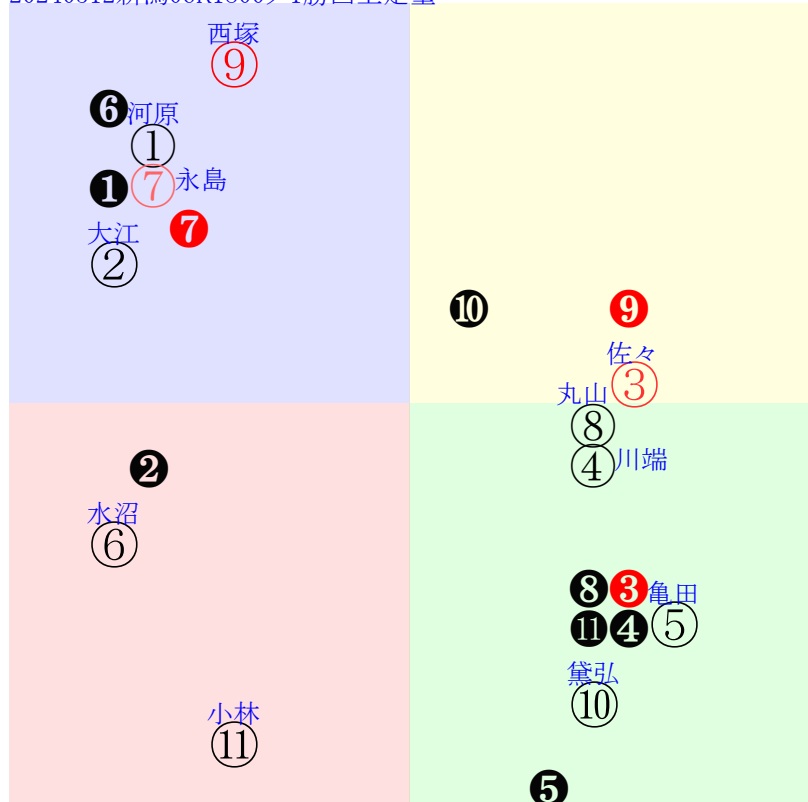 西塚
⑨
❻河原
①
❶⑦永島
大江❼
②
❿ ❾
佐々
③
丸山
⑧
④川端
❷
水沼
⑥
❽❸亀田
⓫❹⑤
黛弘
⑩
小林
⑪
❺